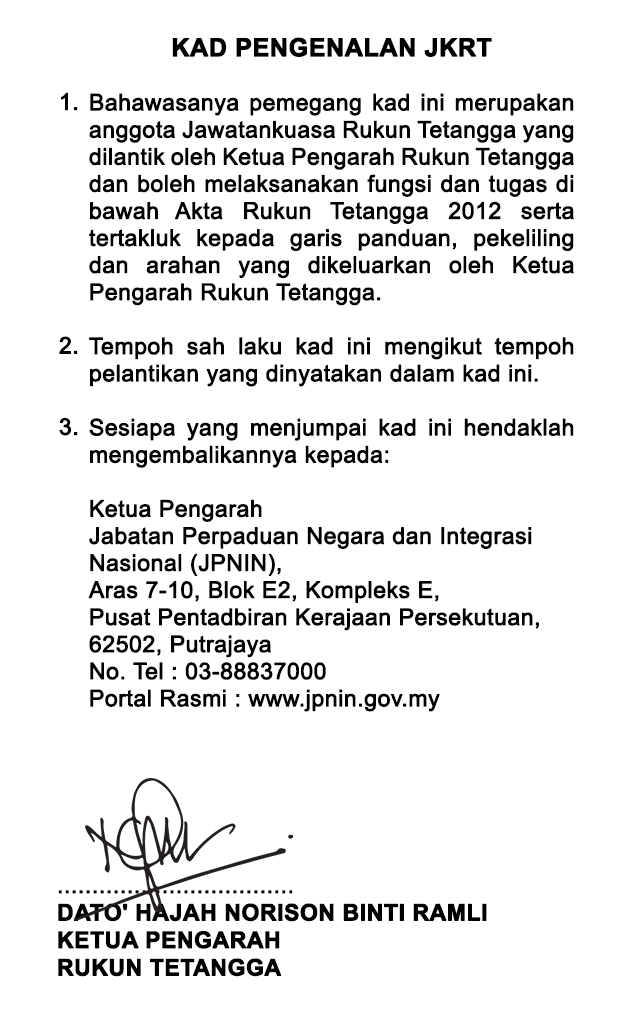 KAD PENGENALAN JKRT
1. Bahawasanya pemegang kad ini merupakan
anggota Jawatankuasa Rukun Tetangga yang
dilantik oleh Ketua Pengarah Rukun Tetangga
dan boleh melaksanakan fungsi dan tugas di
bawah Akta Rukun Tetangga 2012 serta
tertakluk kepada garis panduan, pekeliling
dan arahan yang dikeluarkan oleh Ketua
Pengarah Rukun Tetangga.
2. Tempoh sah laku kad ini mengikut tempoh
pelantikan yang dinyatakan dalam kad ini.
3. Sesiapa yang menjumpai kad ini hendaklah
mengembalikannya kepada:
Ketua Pengarah
Jabatan Perpaduan Negara dan Integrasi
Nasional (JPNIN),
Aras 7-10, Blok E2, Kompleks E,
Pusat Pentadbiran Kerajaan Persekutuan,
62502, Putrajaya
No. Tel : 03-88837000
Portal Rasmi : www.jpnin.gov.my
DATO' HAJAH NORISON BINTI RAMLI
KETUA PENGARAH
RUKUN TETANGGA